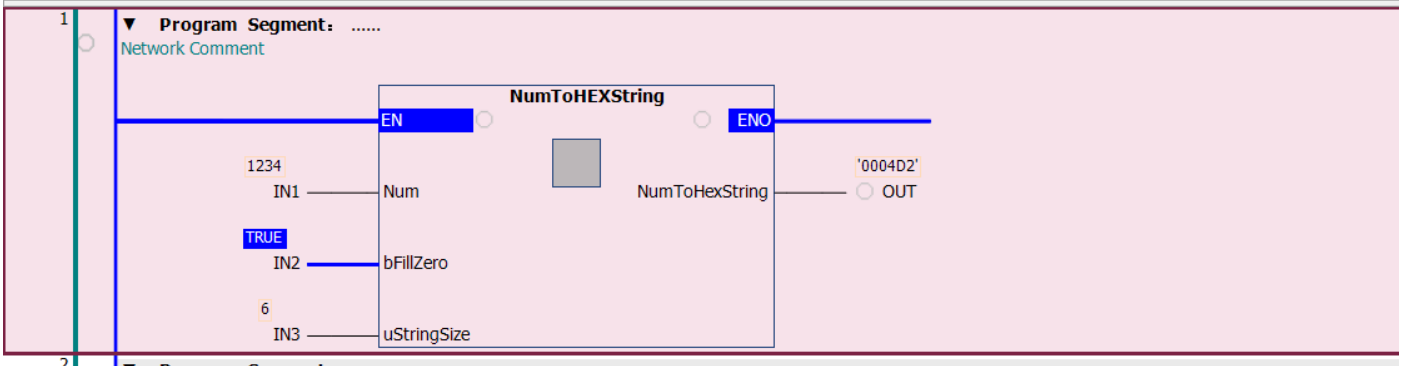 1
▼ Program Segment： ......
Network Comment
NumToHEXString
EN
ENO
1234
'0004D2'
IN1
Num
NumToHexString
OUT
TRUE
IN2
bFillZero
6
IN3
uStringSize
2